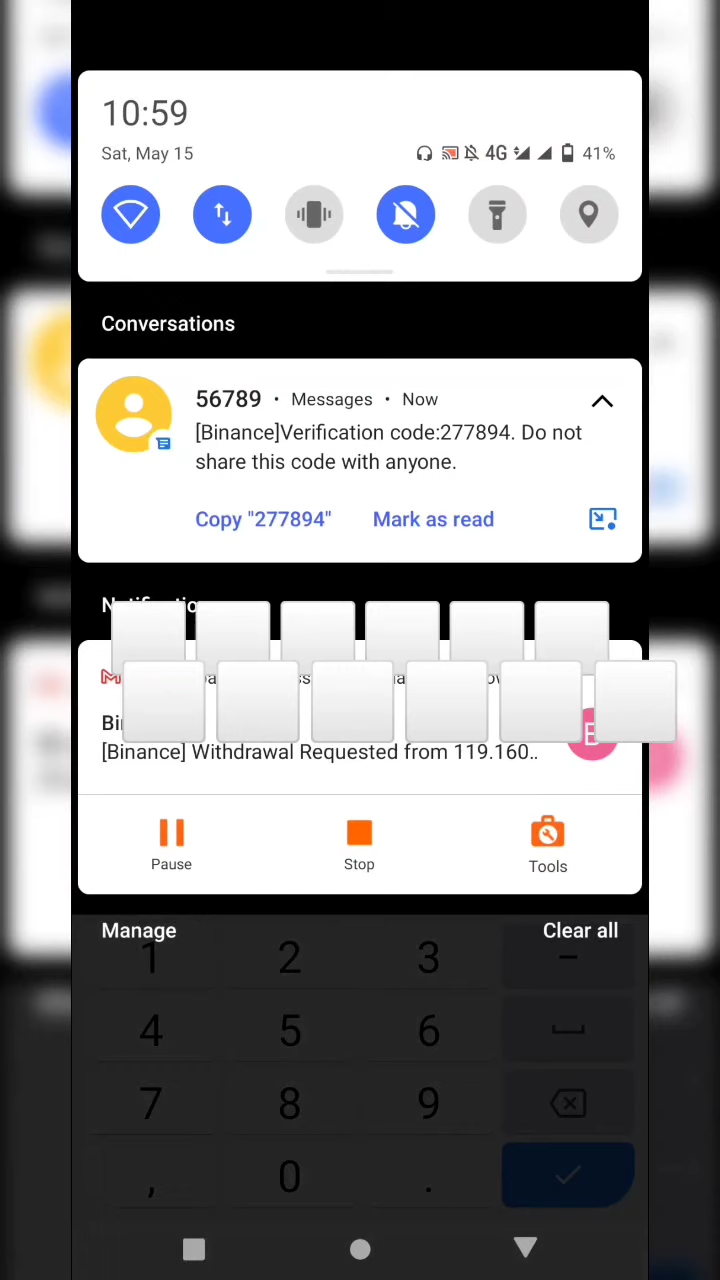 10:59
Sat, May 15
4G
41%
Conversations
56789 • Messages • Now
[Binance]Verification code:277894. Do not
share this code with anyone.
Copy "277894" Mark as read
[Binance] Withdrawal Requested from 119.160..
Pause Stop Tools
Manage Clear all
1 2 3 –
4 5 6
7 8 9
, 0 .